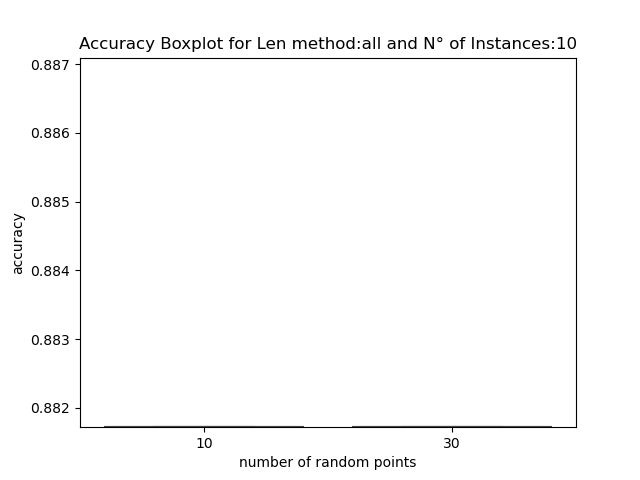 Accuracy Boxplot for Len method:all and N° of Instances:10
0.887
0.886
0.885
0.884
0.883
0.882
accuracy
10
30
number of random points